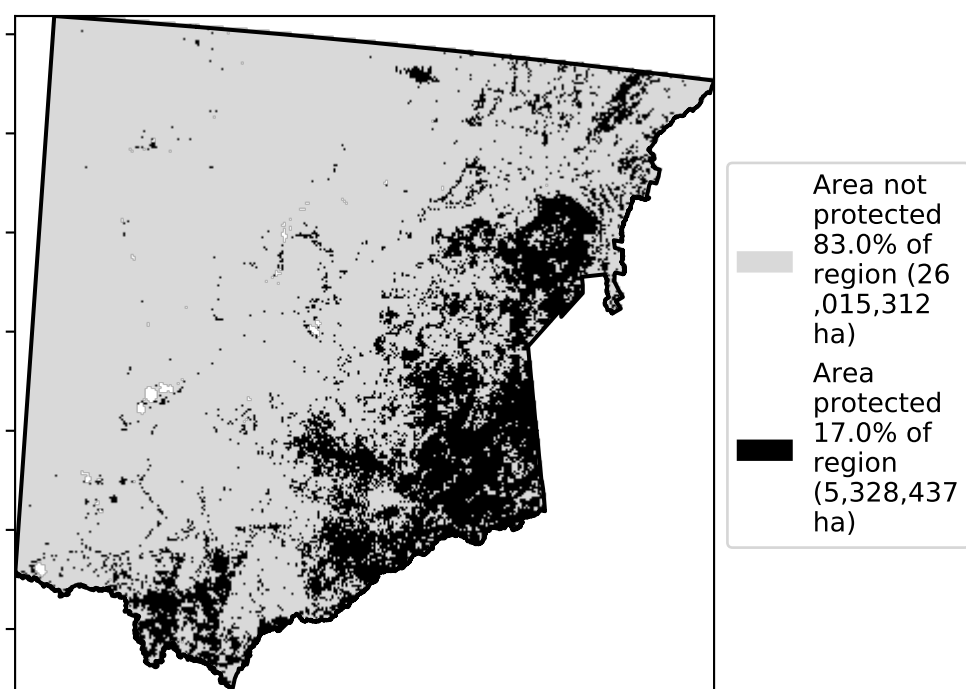 Area not
protected
83.0% of
region (26
,015,312
ha)
Area
protected
17.0% of
region
(5,328,437
ha)